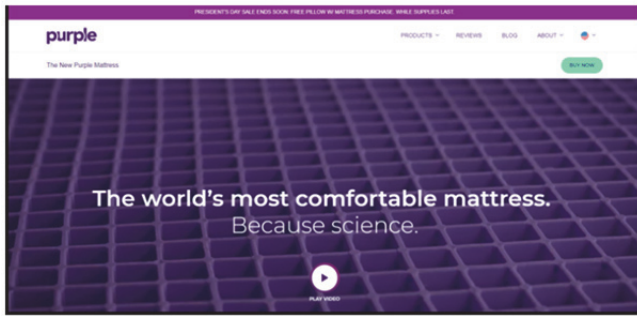 PRESIDENT'S DAY SALE ENDS SOON: FREE PILLOW W/ MATTRESS PURCHASE. WHILE SUPPLIES LAST.
purple
PRODUCTS REVIEWS BLOG ABOUT
The New Purple Mattress BUY NOW
The world's most comfortable mattress.
Because science.
PLAY VIDEO